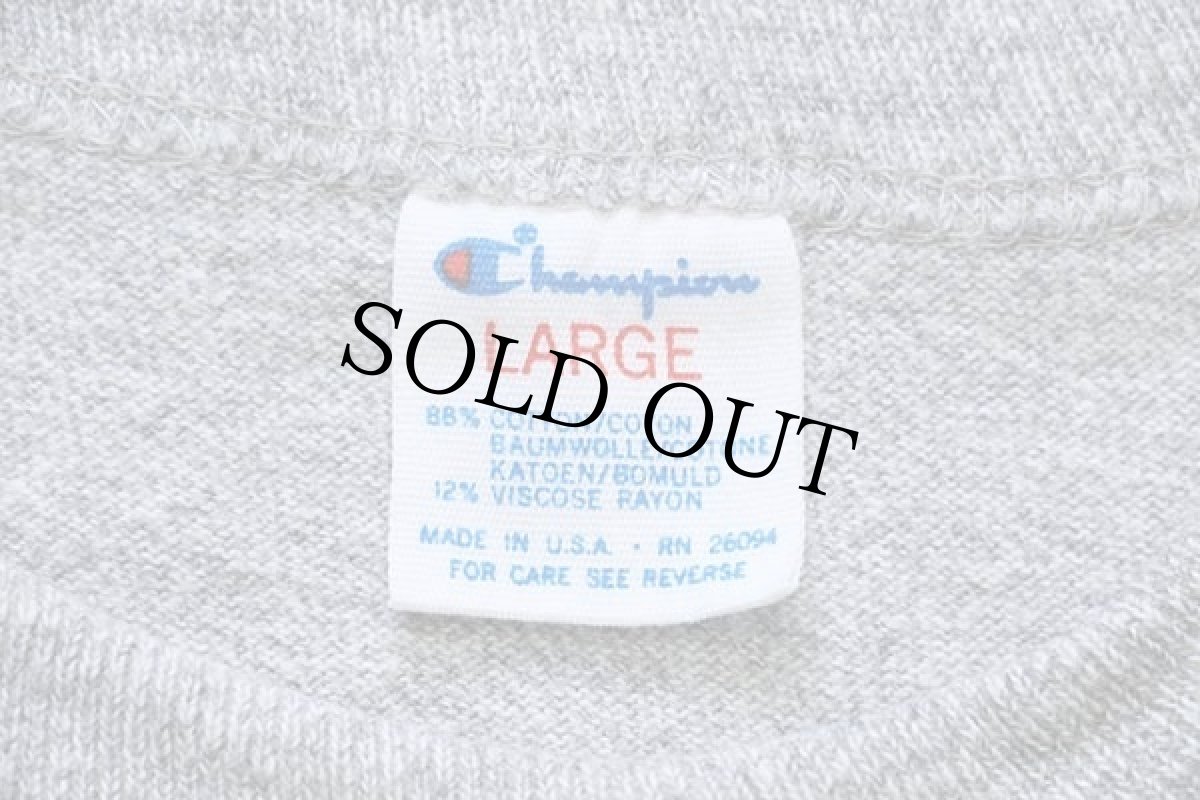 Champion
LARGE
SOLD OUT
88% COTTON/COTON
BAUMWOLLE/COTONE
KATOEN/BOMULD
12% VISCOSE RAYON
MADE IN U.S.A. • RN 26094
FOR CARE SEE REVERSE